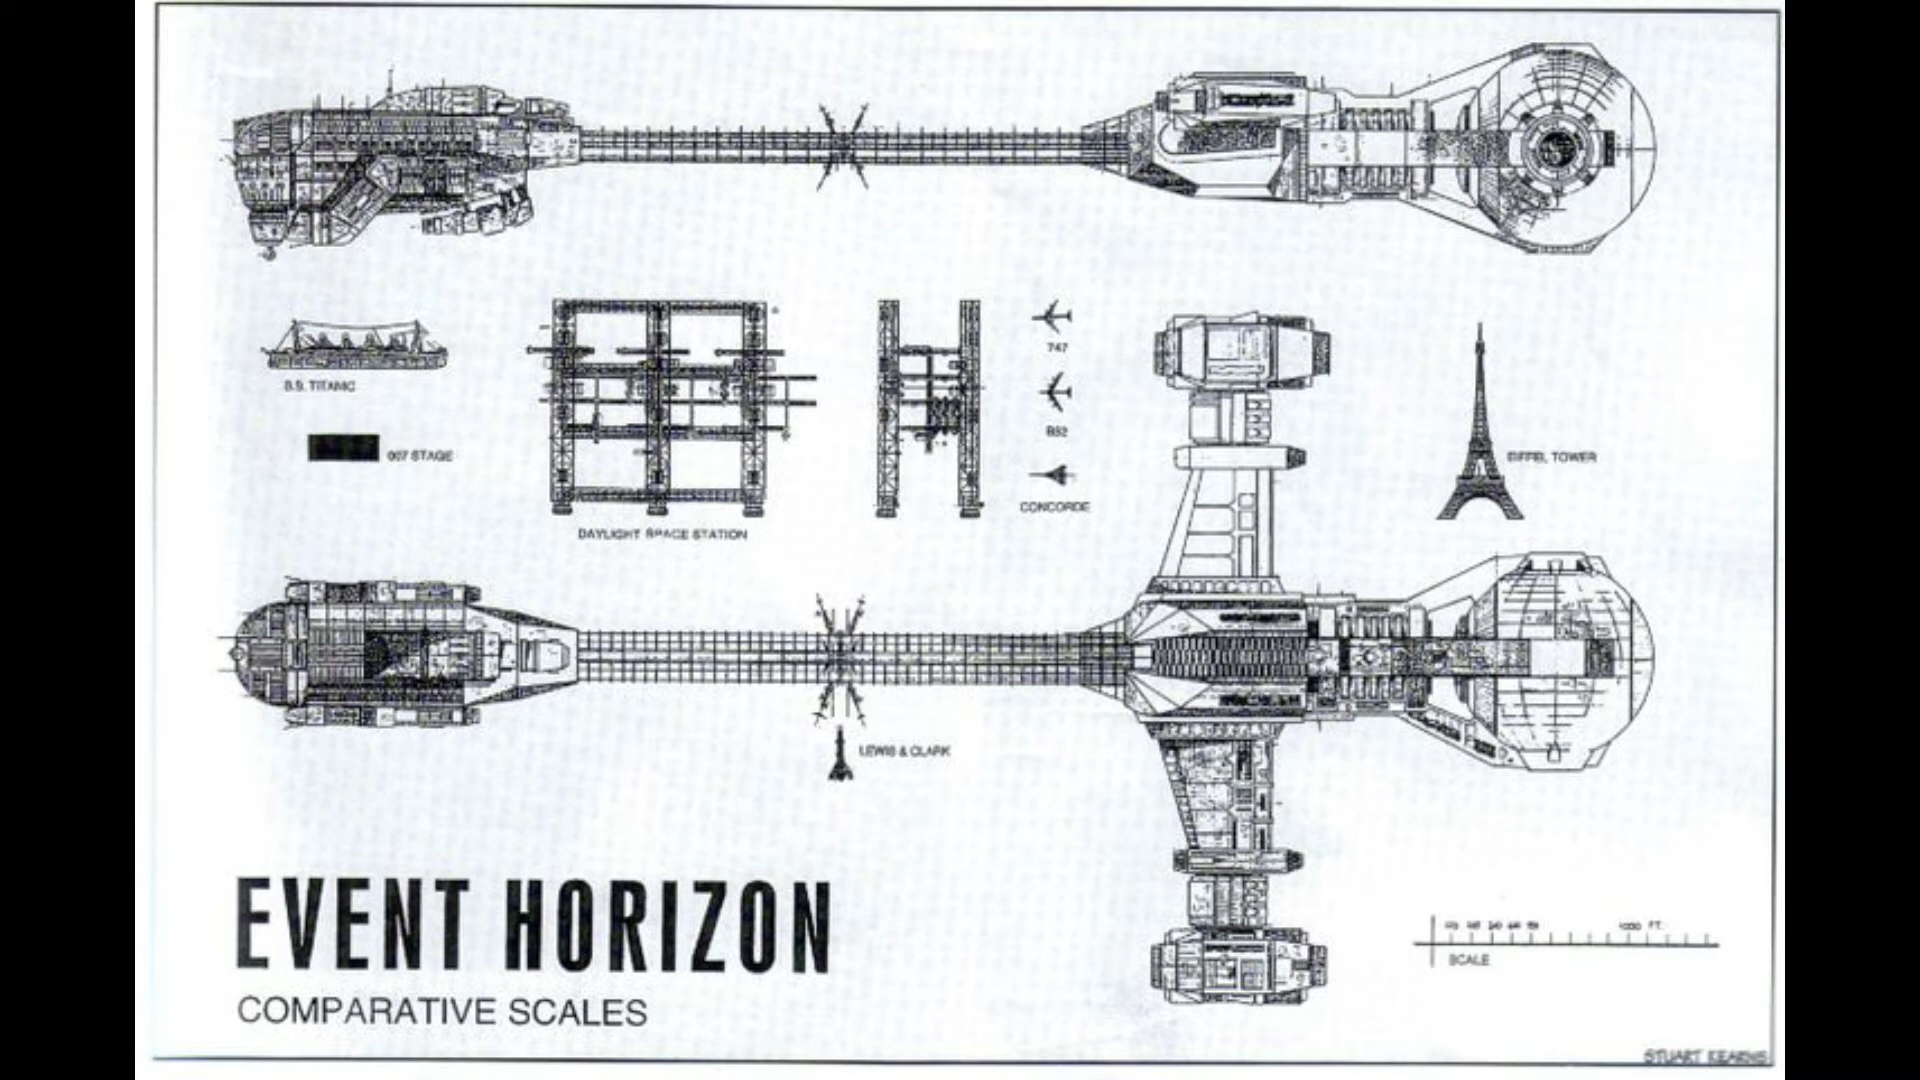 S.S. TITANIC
007 STAGE
DAYLIGHT SPACE STATION
747
B52
CONCORDE
EIFFEL TOWER
LEWIS & CLARK
EVENT HORIZON
COMPARATIVE SCALES
1000 FT.
SCALE
STUART KEARNS